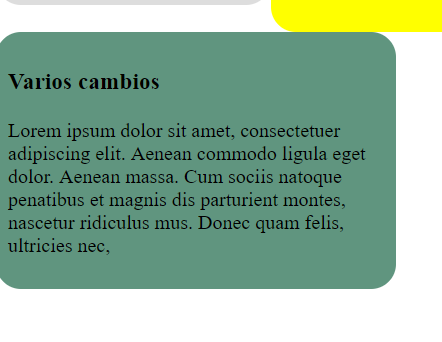 Varios cambios
Lorem ipsum dolor sit amet, consectetuer
adipiscing elit. Aenean commodo ligula eget
dolor. Aenean massa. Cum sociis natoque
penatibus et magnis dis parturient montes,
nascetur ridiculus mus. Donec quam felis,
ultricies nec,